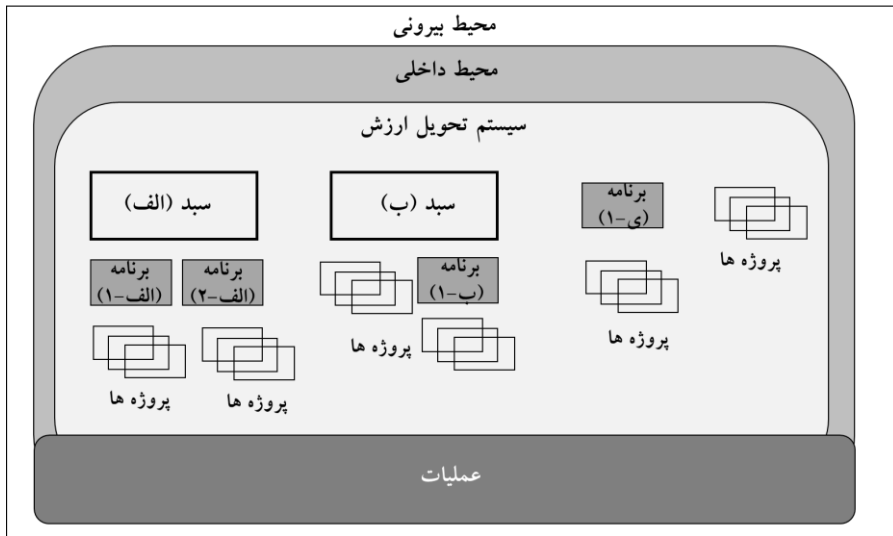 محیط بیرونی
محیط داخلی
سیستم تحویل ارزش
برنامه
(ی-۱)
پروژه ها
پروژه ها
سبد (ب)
برنامه
(ب-۱)
پروژه ها
سبد (الف)
برنامه
(الف-۲)
برنامه
(الف-۱)
پروژه ها
پروژه ها
عملیات